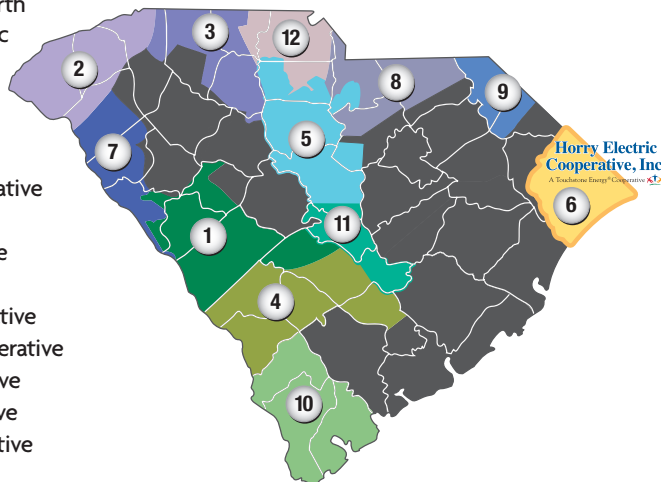 rth
c
ative
e
tive
erative
ve
ve
tive
3
12
2
8
9
5
7
Horry Electric
Cooperative, Inc
A Touchstone Energy® Cooperative
6
11
1
4
10